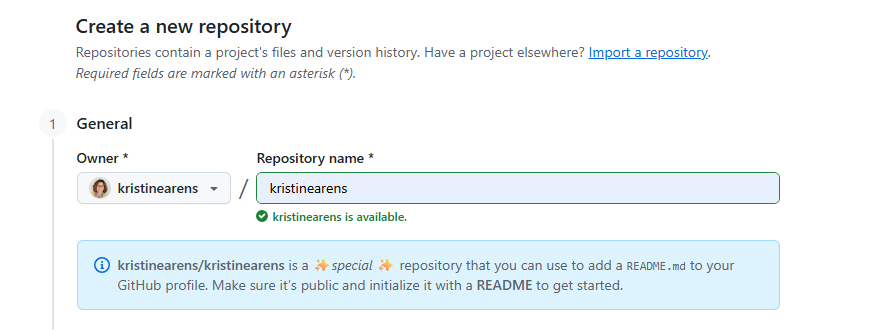 Create a new repository
Repositories contain a project's files and version history. Have a project elsewhere? Import a repository.
Required fields are marked with an asterisk (*).
1 General
Owner * Repository name *
kristinearens / kristinearens
kristinearens is available.
kristinearens/kristinearens is a ✨ special ✨ repository that you can use to add a README.md to your
GitHub profile. Make sure it's public and initialize it with a README to get started.